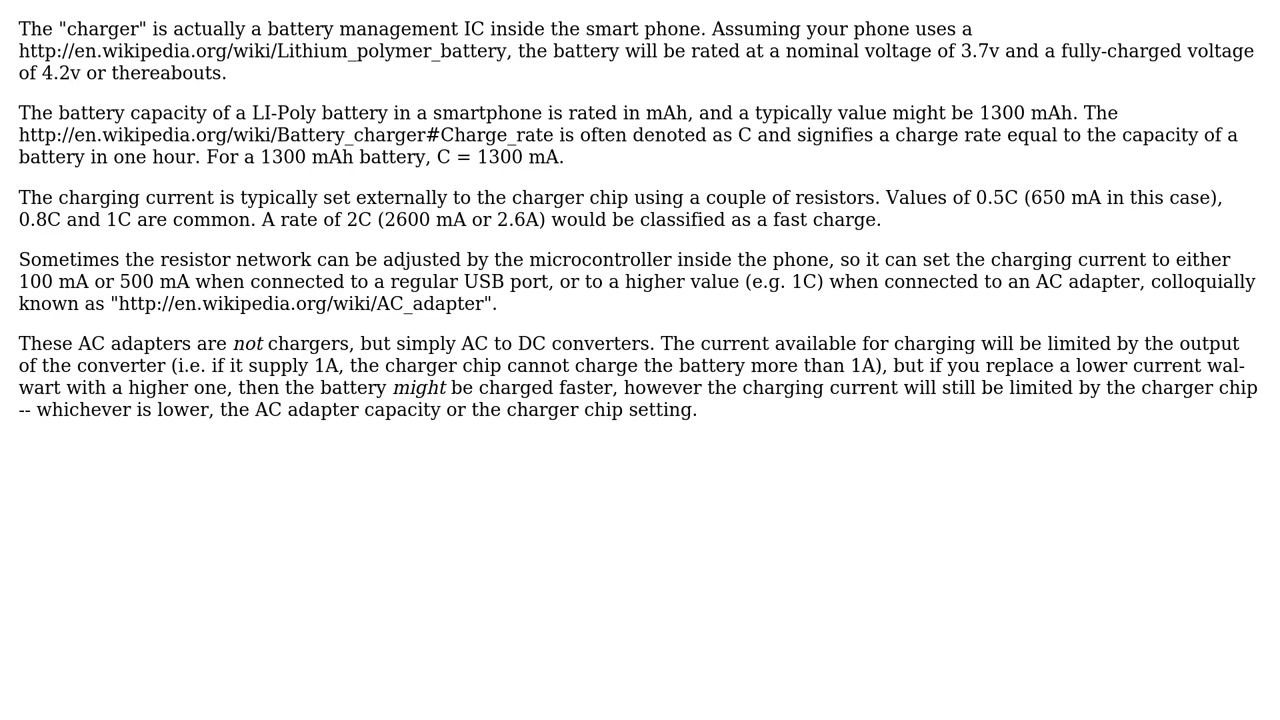 The "charger" is actually a battery management IC inside the smart phone. Assuming your phone uses a
http://en.wikipedia.org/wiki/Lithium_polymer_battery, the battery will be rated at a nominal voltage of 3.7v and a fully-charged voltage
of 4.2v or thereabouts.
The battery capacity of a LI-Poly battery in a smartphone is rated in mAh, and a typically value might be 1300 mAh. The
http://en.wikipedia.org/wiki/Battery_charger#Charge_rate is often denoted as C and signifies a charge rate equal to the capacity of a
battery in one hour. For a 1300 mAh battery, C = 1300 mA.
The charging current is typically set externally to the charger chip using a couple of resistors. Values of 0.5C (650 mA in this case),
0.8C and 1C are common. A rate of 2C (2600 mA or 2.6A) would be classified as a fast charge.
Sometimes the resistor network can be adjusted by the microcontroller inside the phone, so it can set the charging current to either
100 mA or 500 mA when connected to a regular USB port, or to a higher value (e.g. 1C) when connected to an AC adapter, colloquially
known as "http://en.wikipedia.org/wiki/AC_adapter".
These AC adapters are not chargers, but simply AC to DC converters. The current available for charging will be limited by the output
of the converter (i.e. if it supply 1A, the charger chip cannot charge the battery more than 1A), but if you replace a lower current wal-
wart with a higher one, then the battery might be charged faster, however the charging current will still be limited by the charger chip
-- whichever is lower, the AC adapter capacity or the charger chip setting.